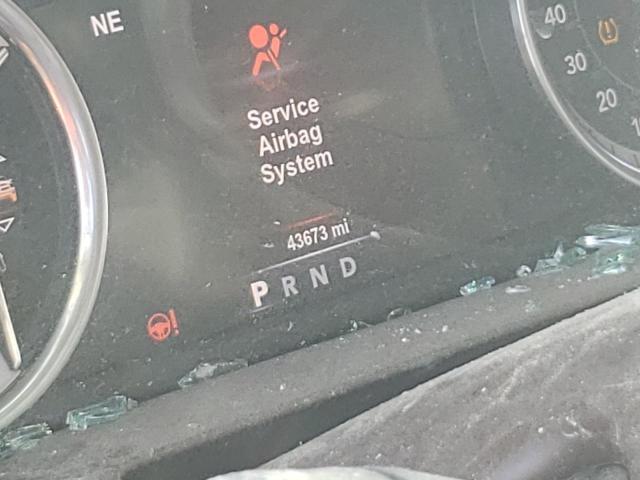 NE
40
30
20
Service
Airbag
System
43673 mi
P R N D